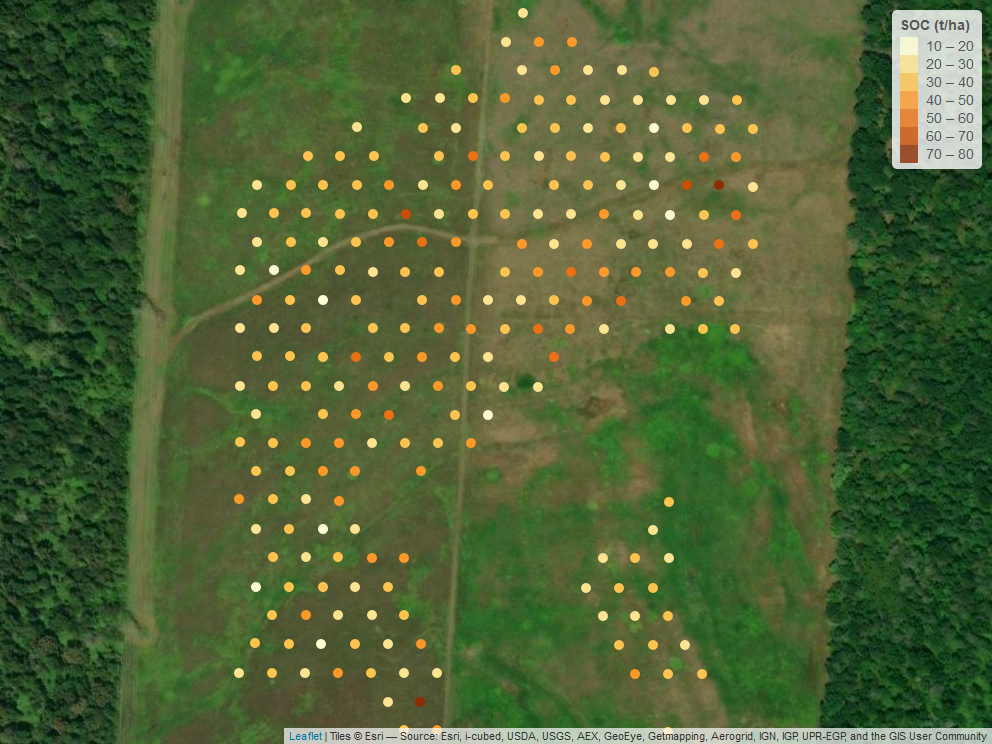 SOC (t/ha)
10 – 20
20 – 30
30 – 40
40 – 50
50 – 60
60 – 70
70 – 80
Leaflet | Tiles © Esri — Source: Esri, i-cubed, USDA, USGS, AEX, GeoEye, Getmapping, Aerogrid, IGN, IGP, UPR-EGP, and the GIS User Community